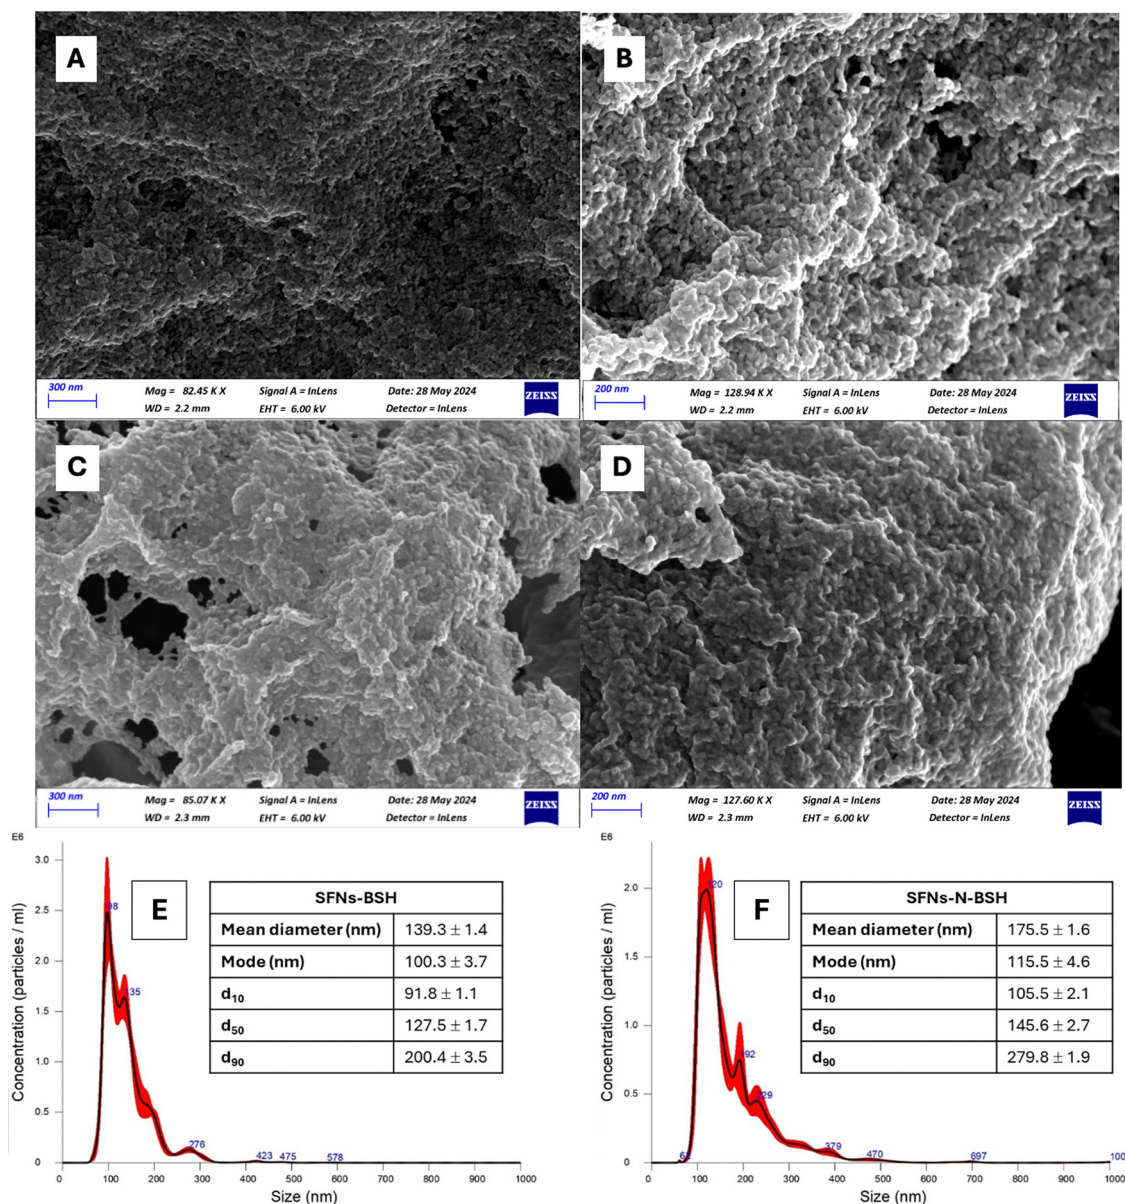 A
B
300 nm
Mag = 82.45 K X Signal A = InLens Date: 28 May 2024
WD = 2.2 mm EHT = 6.00 kV Detector = InLens
ZEISS
200 nm
Mag = 128.94 K X Signal A = InLens Date: 28 May 2024
WD = 2.2 mm EHT = 6.00 kV Detector = InLens
ZEISS
C
D
300 nm
Mag = 85.07 K X Signal A = InLens Date: 28 May 2024
WD = 2.3 mm EHT = 6.00 kV Detector = InLens
ZEISS
200 nm
Mag = 127.60 K X Signal A = InLens Date: 28 May 2024
WD = 2.3 mm EHT = 6.00 kV Detector = InLens
ZEISS
E6
3.0
2.5
2.0
1.5
1.0
0.5
0
Concentration (particles / ml)
98
135
276
423
475
578
E
SFNs-BSH
Mean diameter (nm) 139.3 ± 1.4
Mode (nm) 100.3 ± 3.7
d₁₀ 91.8 ± 1.1
d₅₀ 127.5 ± 1.7
d₉₀ 200.4 ± 3.5
0 100 200 300 400 500 600 700 800 900 1000
Size (nm)
E6
2.0
1.5
1.0
0.5
0
Concentration (particles / ml)
120
192
229
379
470
697
100
F
SFNs-N-BSH
Mean diameter (nm) 175.5 ± 1.6
Mode (nm) 115.5 ± 4.6
d₁₀ 105.5 ± 2.1
d₅₀ 145.6 ± 2.7
d₉₀ 279.8 ± 1.9
0 100 200 300 400 500 600 700 800 900 1000
Size (nm)